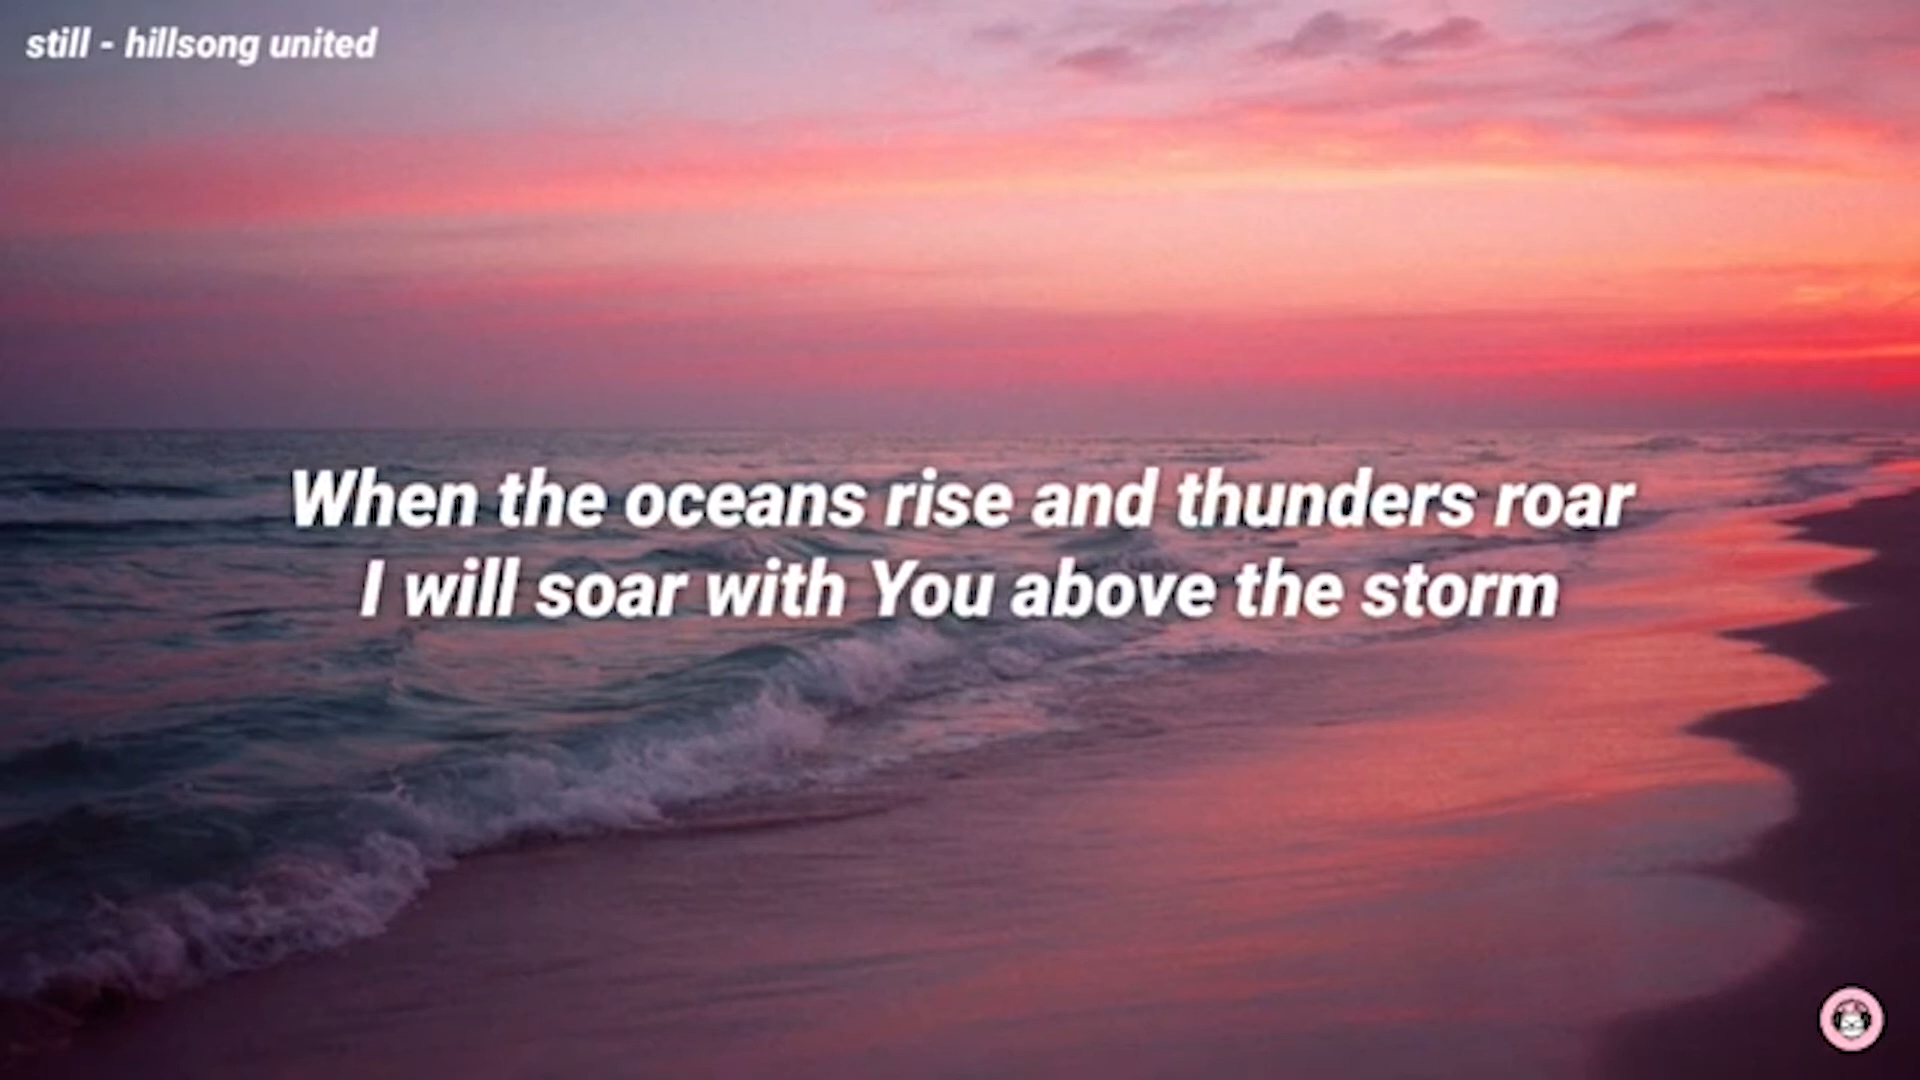 still - hillsong united
When the oceans rise and thunders roar
I will soar with You above the storm